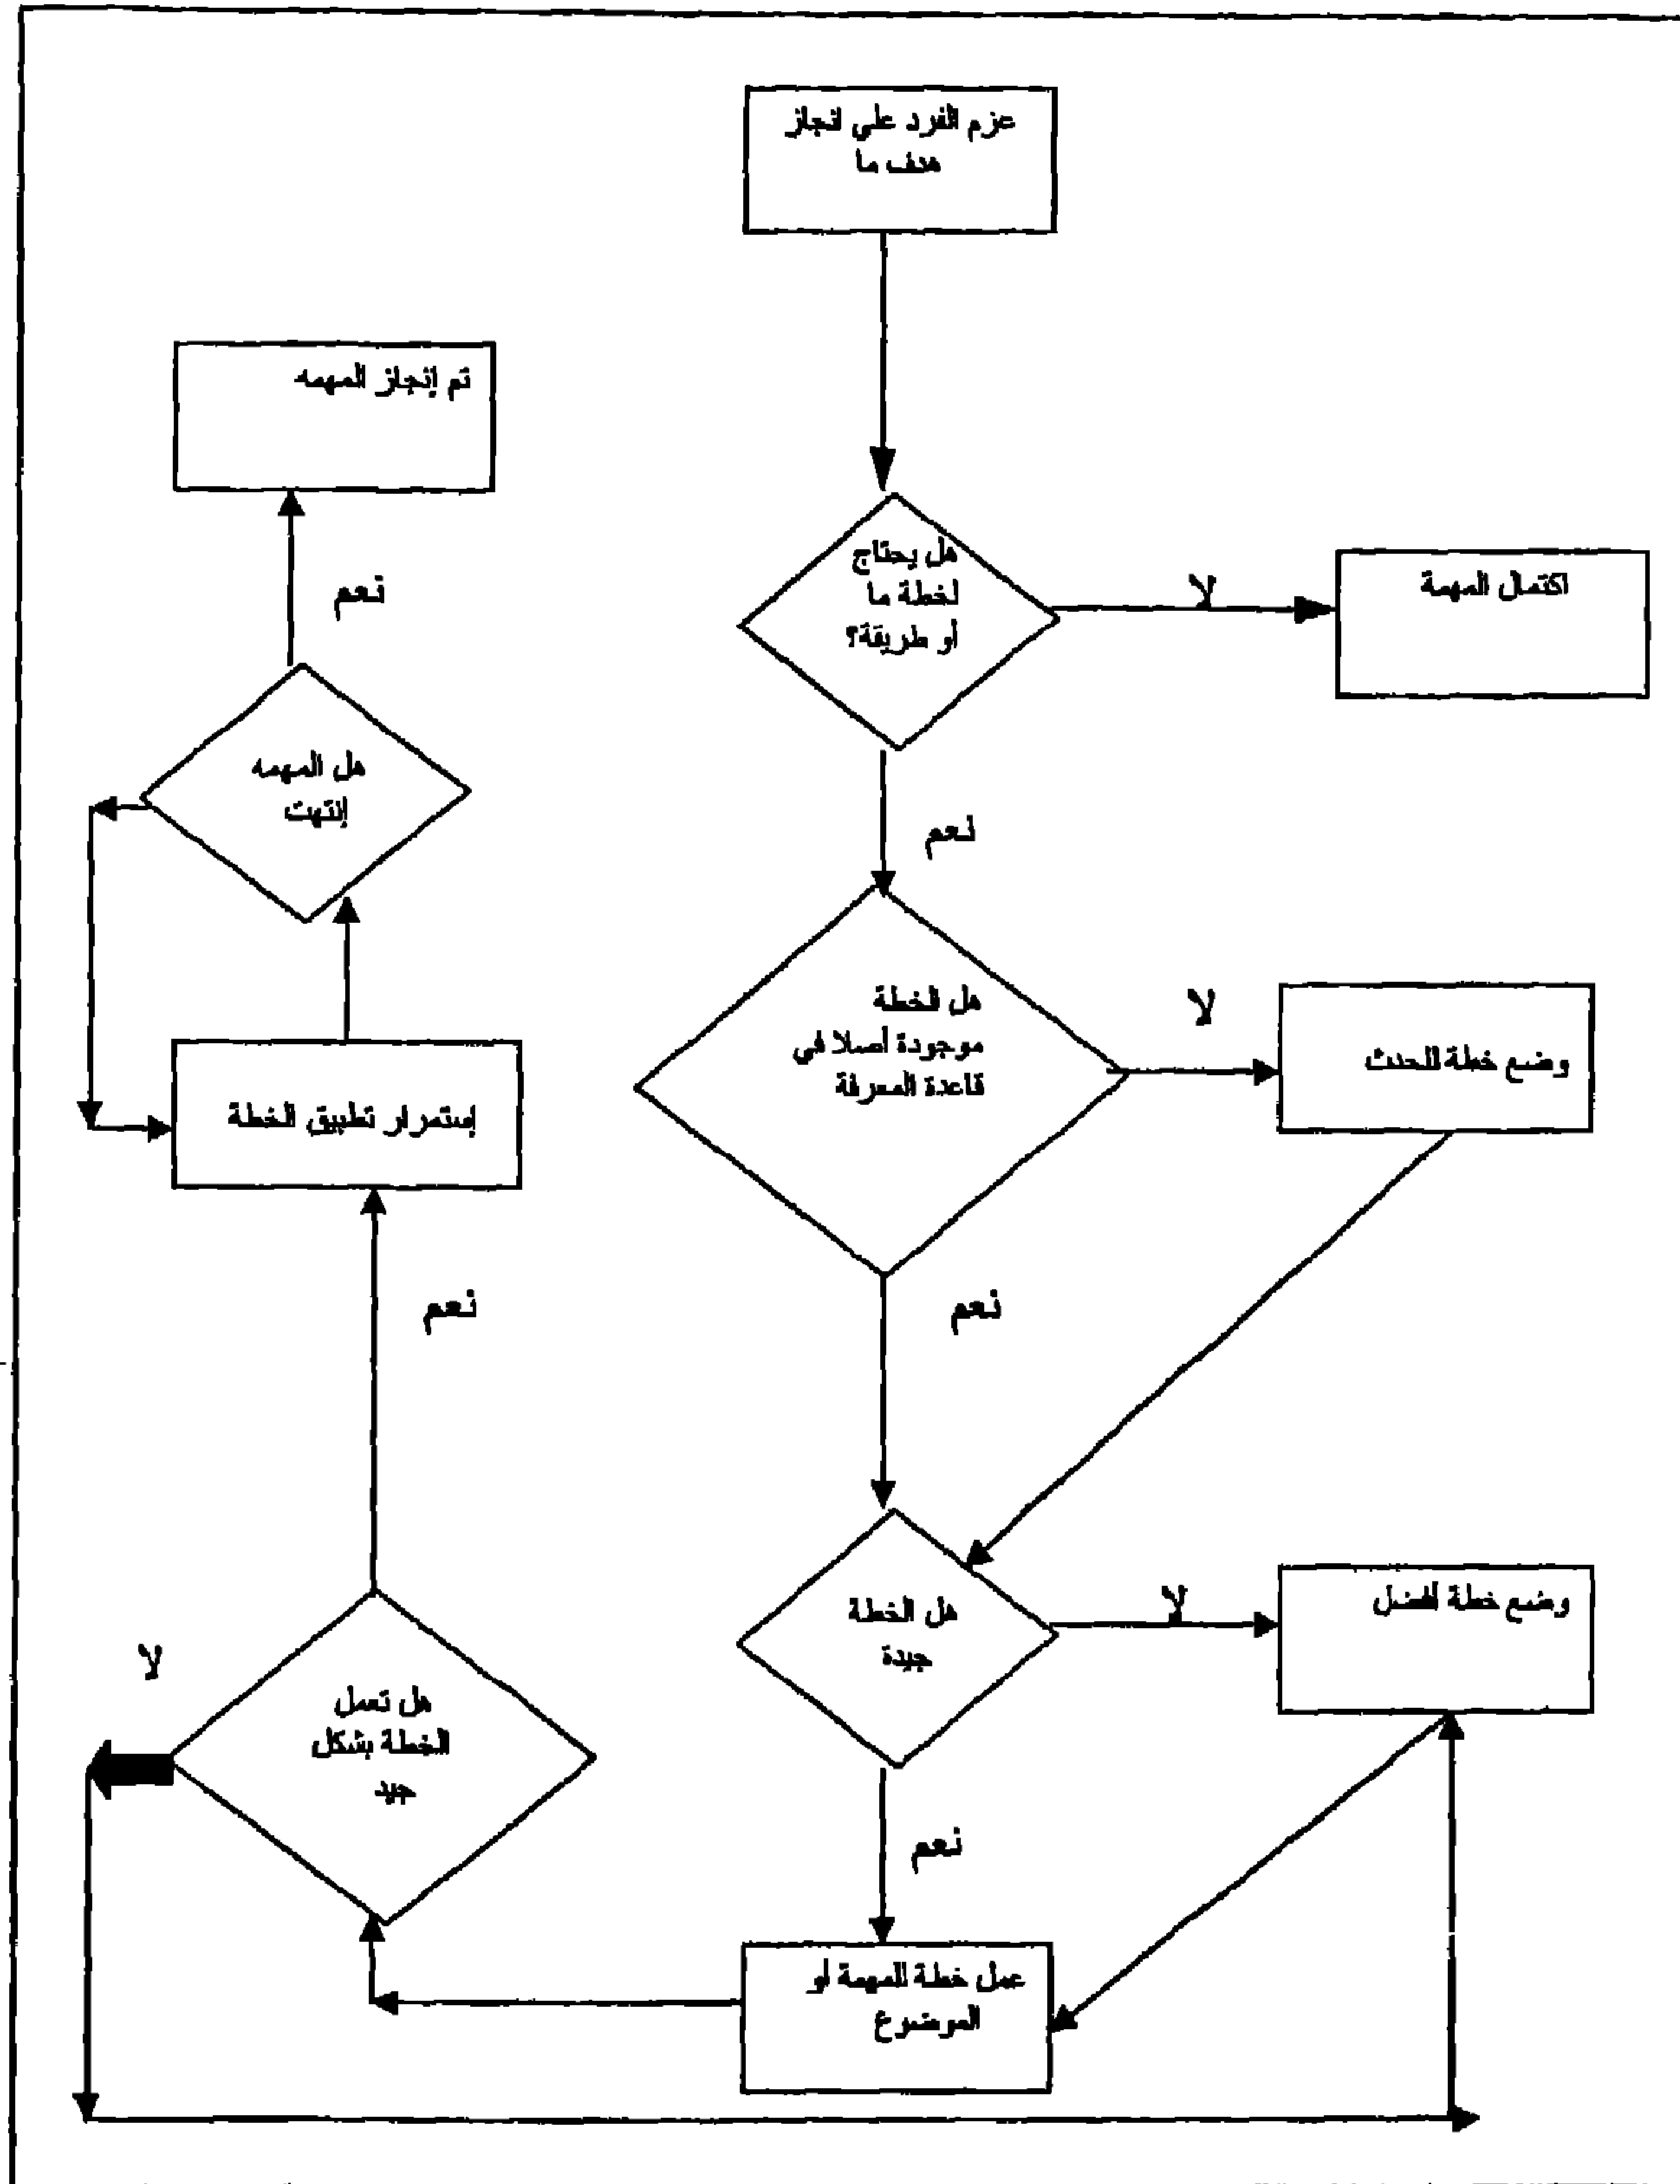 عزم الفرد علي انجاز
هدف ما
هل يحتاج
لخطة ما
أو طريقة؟
لا
اكتمال المهمة
نعم
هل الخطة
موجودة أصلا في
قاعدة المعرفة
لا
وضع خطة للحدث
نعم
هل الخطة
جيدة
لا
وضع خطة أفضل
نعم
عمل خطة للمهمة أو
الموضوع
هل تعمل
الخطة بشكل
جيد
لا
نعم
إستمرار تطبيق الخطة
هل المهمه
إنتهت
نعم
تم إنجاز المهمه